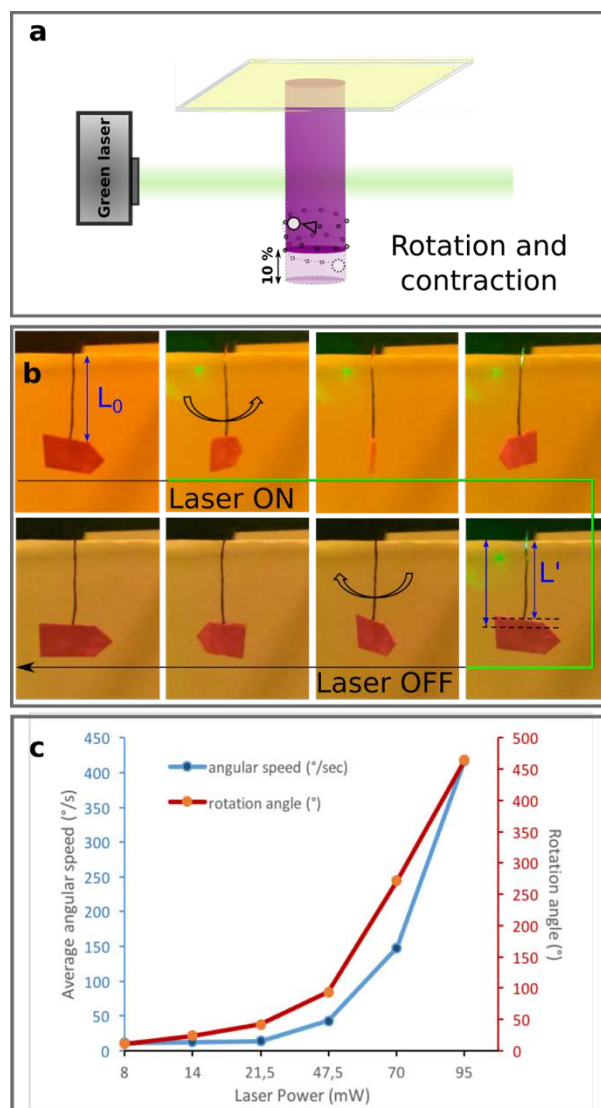 a
Green laser
10 %
Rotation and
contraction
b
L₀
Laser ON
L'
Laser OFF
c
450
400
350
300
250
200
150
100
50
0
Average angular speed (°/s)
angular speed (°/sec)
rotation angle (°)
500
450
400
350
300
250
200
150
100
50
0
Rotation angle (°)
8 14 21,5 47,5 70 95
Laser Power (mW)